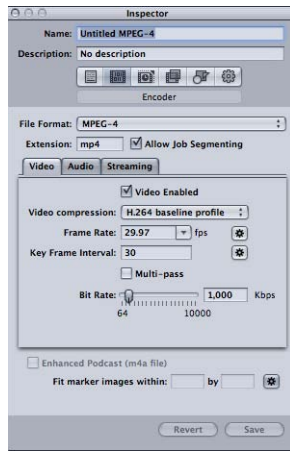 Inspector
Name: Untitled MPEG-4
Description: No description
Encoder
File Format: MPEG-4
Extension: mp4 Allow Job Segmenting
Video Audio Streaming
Video Enabled
Video compression: H.264 baseline profile
Frame Rate: 29.97 fps
Key Frame Interval: 30
Multi-pass
Bit Rate: 1,000 Kbps
64 10000
Enhanced Podcast (m4a file)
Fit marker images within: by
Revert Save